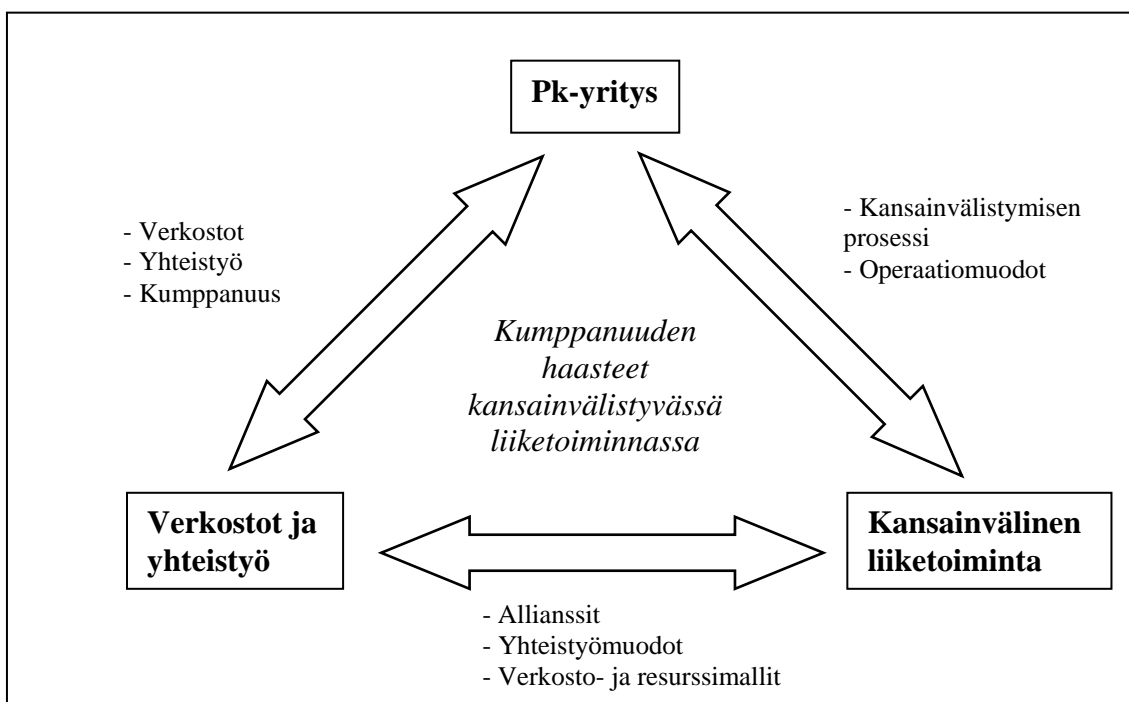 Pk-yritys
- Verkostot
- Yhteistyö
- Kumppanuus
- Kansainvälistymisen
prosessi
- Operaatiomuodot
Kumppanuuden
haasteet
kansainvälistyvässä
liiketoiminnassa
Verkostot ja
yhteistyö
Kansainvälinen
liiketoiminta
- Allianssit
- Yhteistyömuodot
- Verkosto- ja resurssimallit